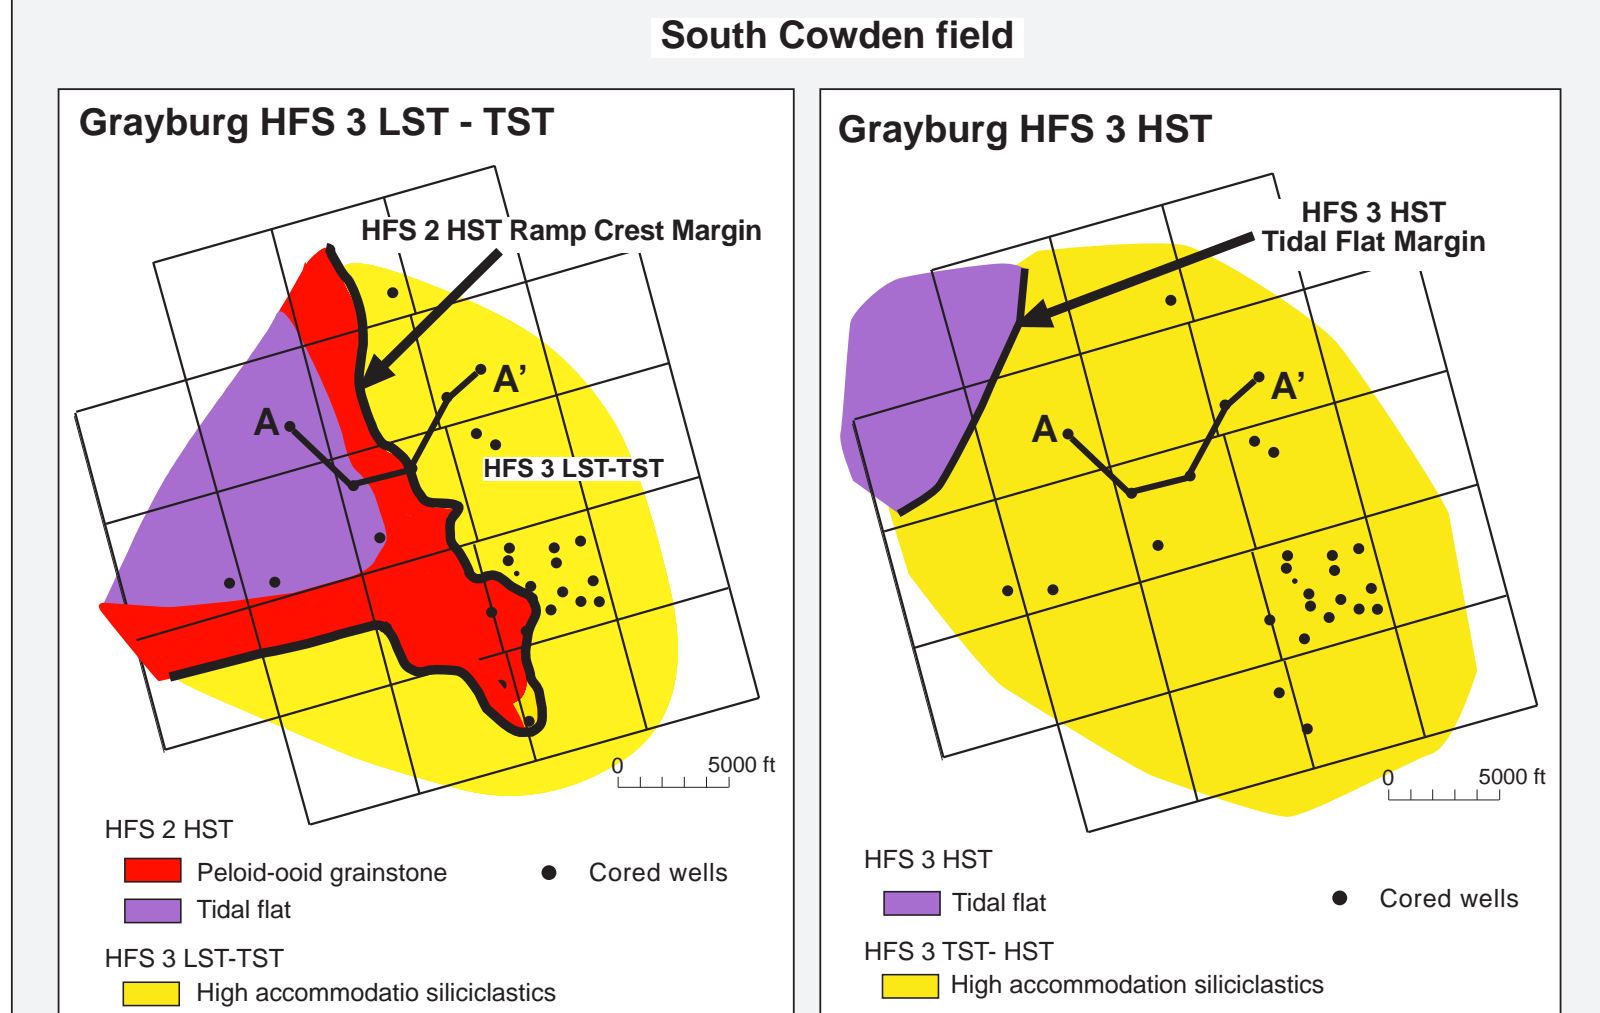 South Cowden field
Grayburg HFS 3 LST - TST
HFS 2 HST Ramp Crest Margin
A
A’
HFS 3 LST-TST
0
5000 ft
HFS 2 HST
Peloid-ooid grainstone
Cored wells
Tidal flat
HFS 3 LST-TST
High accommodatio siliciclastics
Grayburg HFS 3 HST
HFS 3 HST
Tidal Flat Margin
A
A’
0
5000 ft
HFS 3 HST
Tidal flat
Cored wells
HFS 3 TST- HST
High accommodation siliciclastics